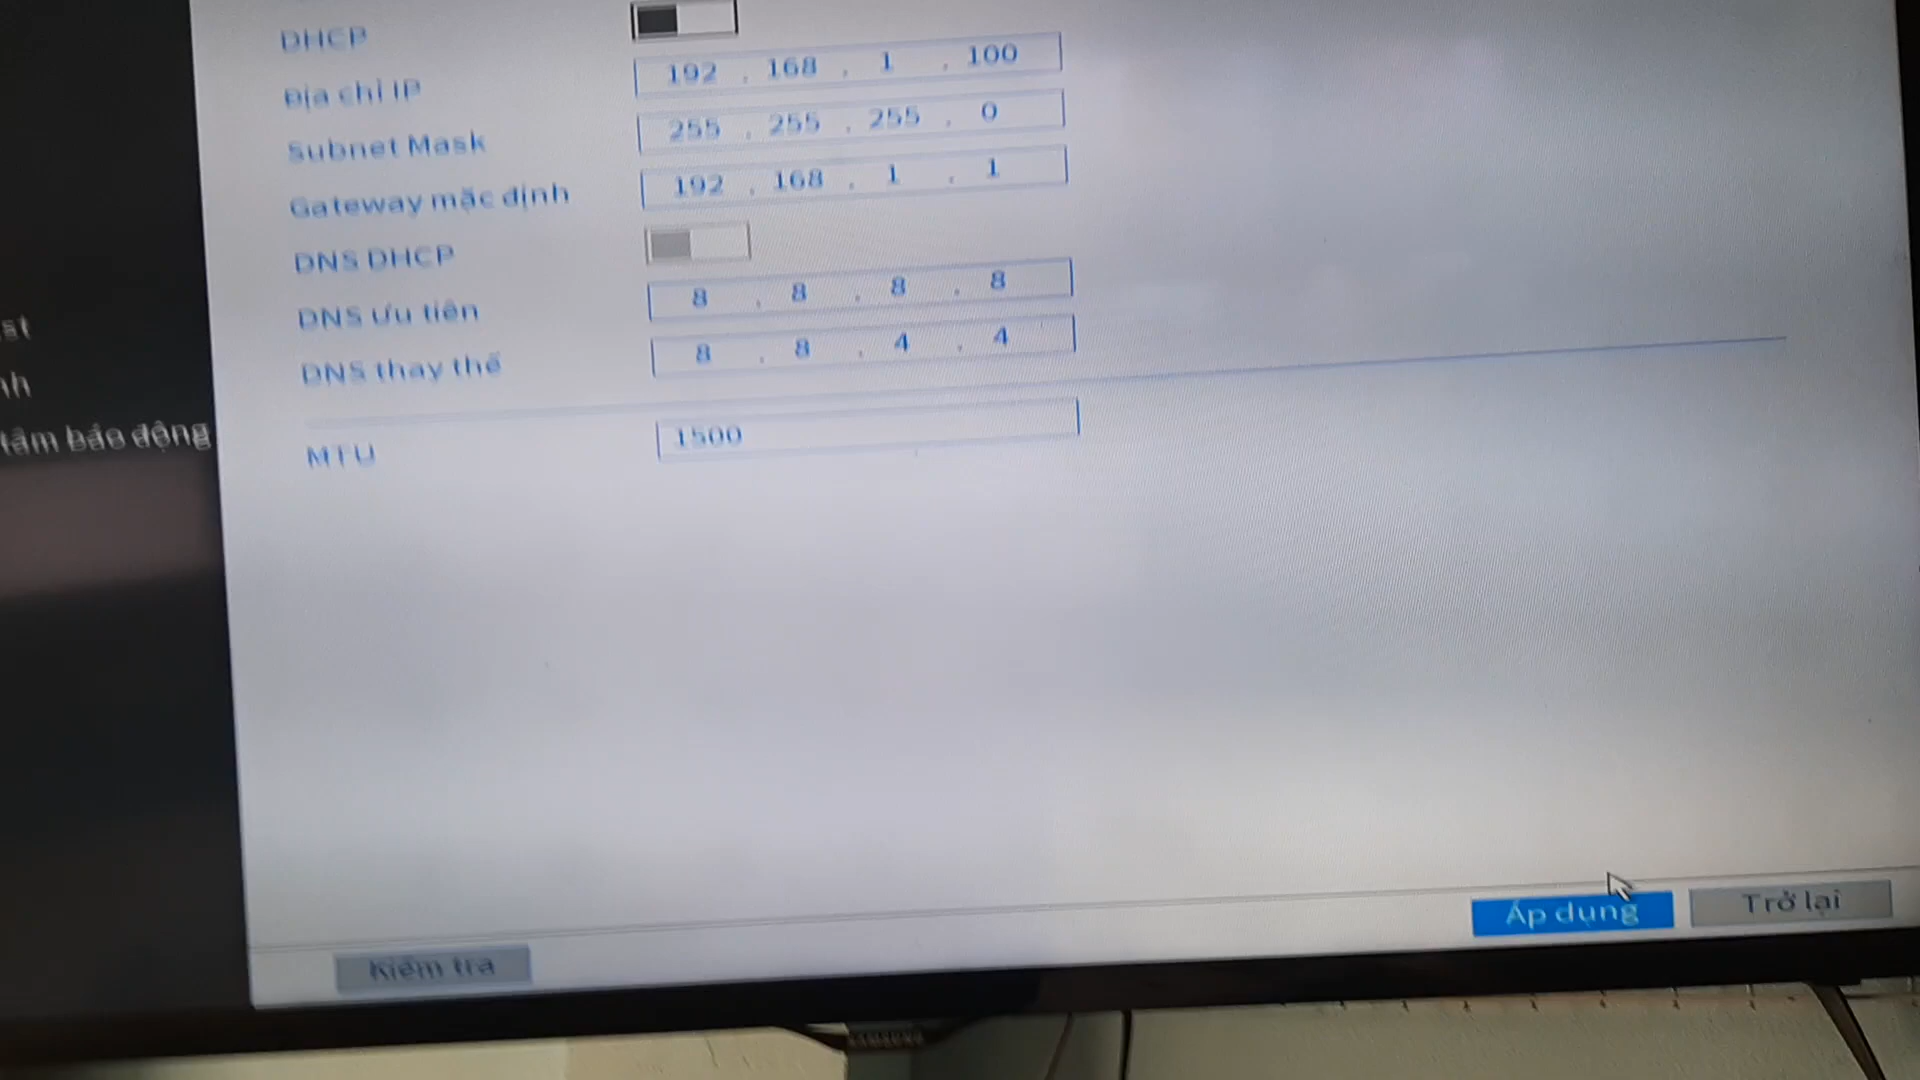 DHCP
Địa chỉ IP 192 . 168 . 1 . 100
Subnet Mask 255 . 255 . 255 . 0
Gateway mặc định 192 . 168 . 1 . 1
DNS DHCP
DNS ưu tiên 8 . 8 . 8 . 8
DNS thay thế 8 . 8 . 4 . 4
MTU 1500
st
nh
tâm báo động
Áp dụng
Trở lại
Kiểm tra
SAMSUNG